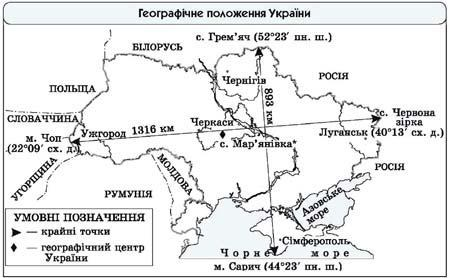 Географічне положення України
БІЛОРУСЬ
с. Грем'яч (52°23' пн. ш.)
ПОЛЬЩА
Чернігів
РОСІЯ
893 км
СЛОВАЧЧИНА
Черкаси
с. Червона
зірка
м. Чоп
Ужгород
1316 км
Луганськ (40°13' сх. д.)
(22°09' сх. д.)
с. Мар'янівка
УГОРЩИНА
МОЛДОВА
РОСІЯ
РУМУНІЯ
Азовське
море
УМОВНІ ПОЗНАЧЕННЯ
крайні точки
географічний центр
України
Сімферополь
Чорне море
м. Сарич (44°23' пн. ш.)